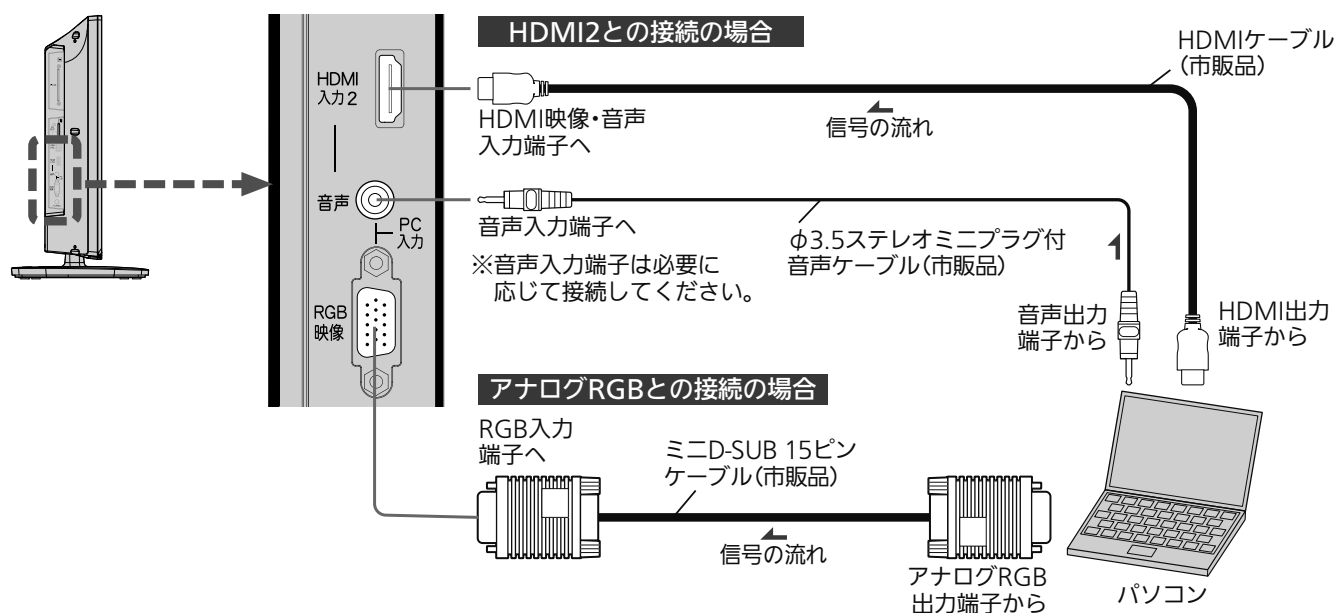 HDMI2との接続の場合
HDMIケーブル
（市販品）
HDMI
入力2
HDMI映像・音声
入力端子へ
信号の流れ
音声
PC
入力
音声入力端子へ
※音声入力端子は必要に
応じて接続してください。
φ3.5ステレオミニプラグ付
音声ケーブル（市販品）
音声出力
端子から
HDMI出力
端子から
RGB
映像
アナログRGBとの接続の場合
RGB入力
端子へ
ミニD-SUB 15ピン
ケーブル（市販品）
信号の流れ
アナログRGB
出力端子から
パソコン